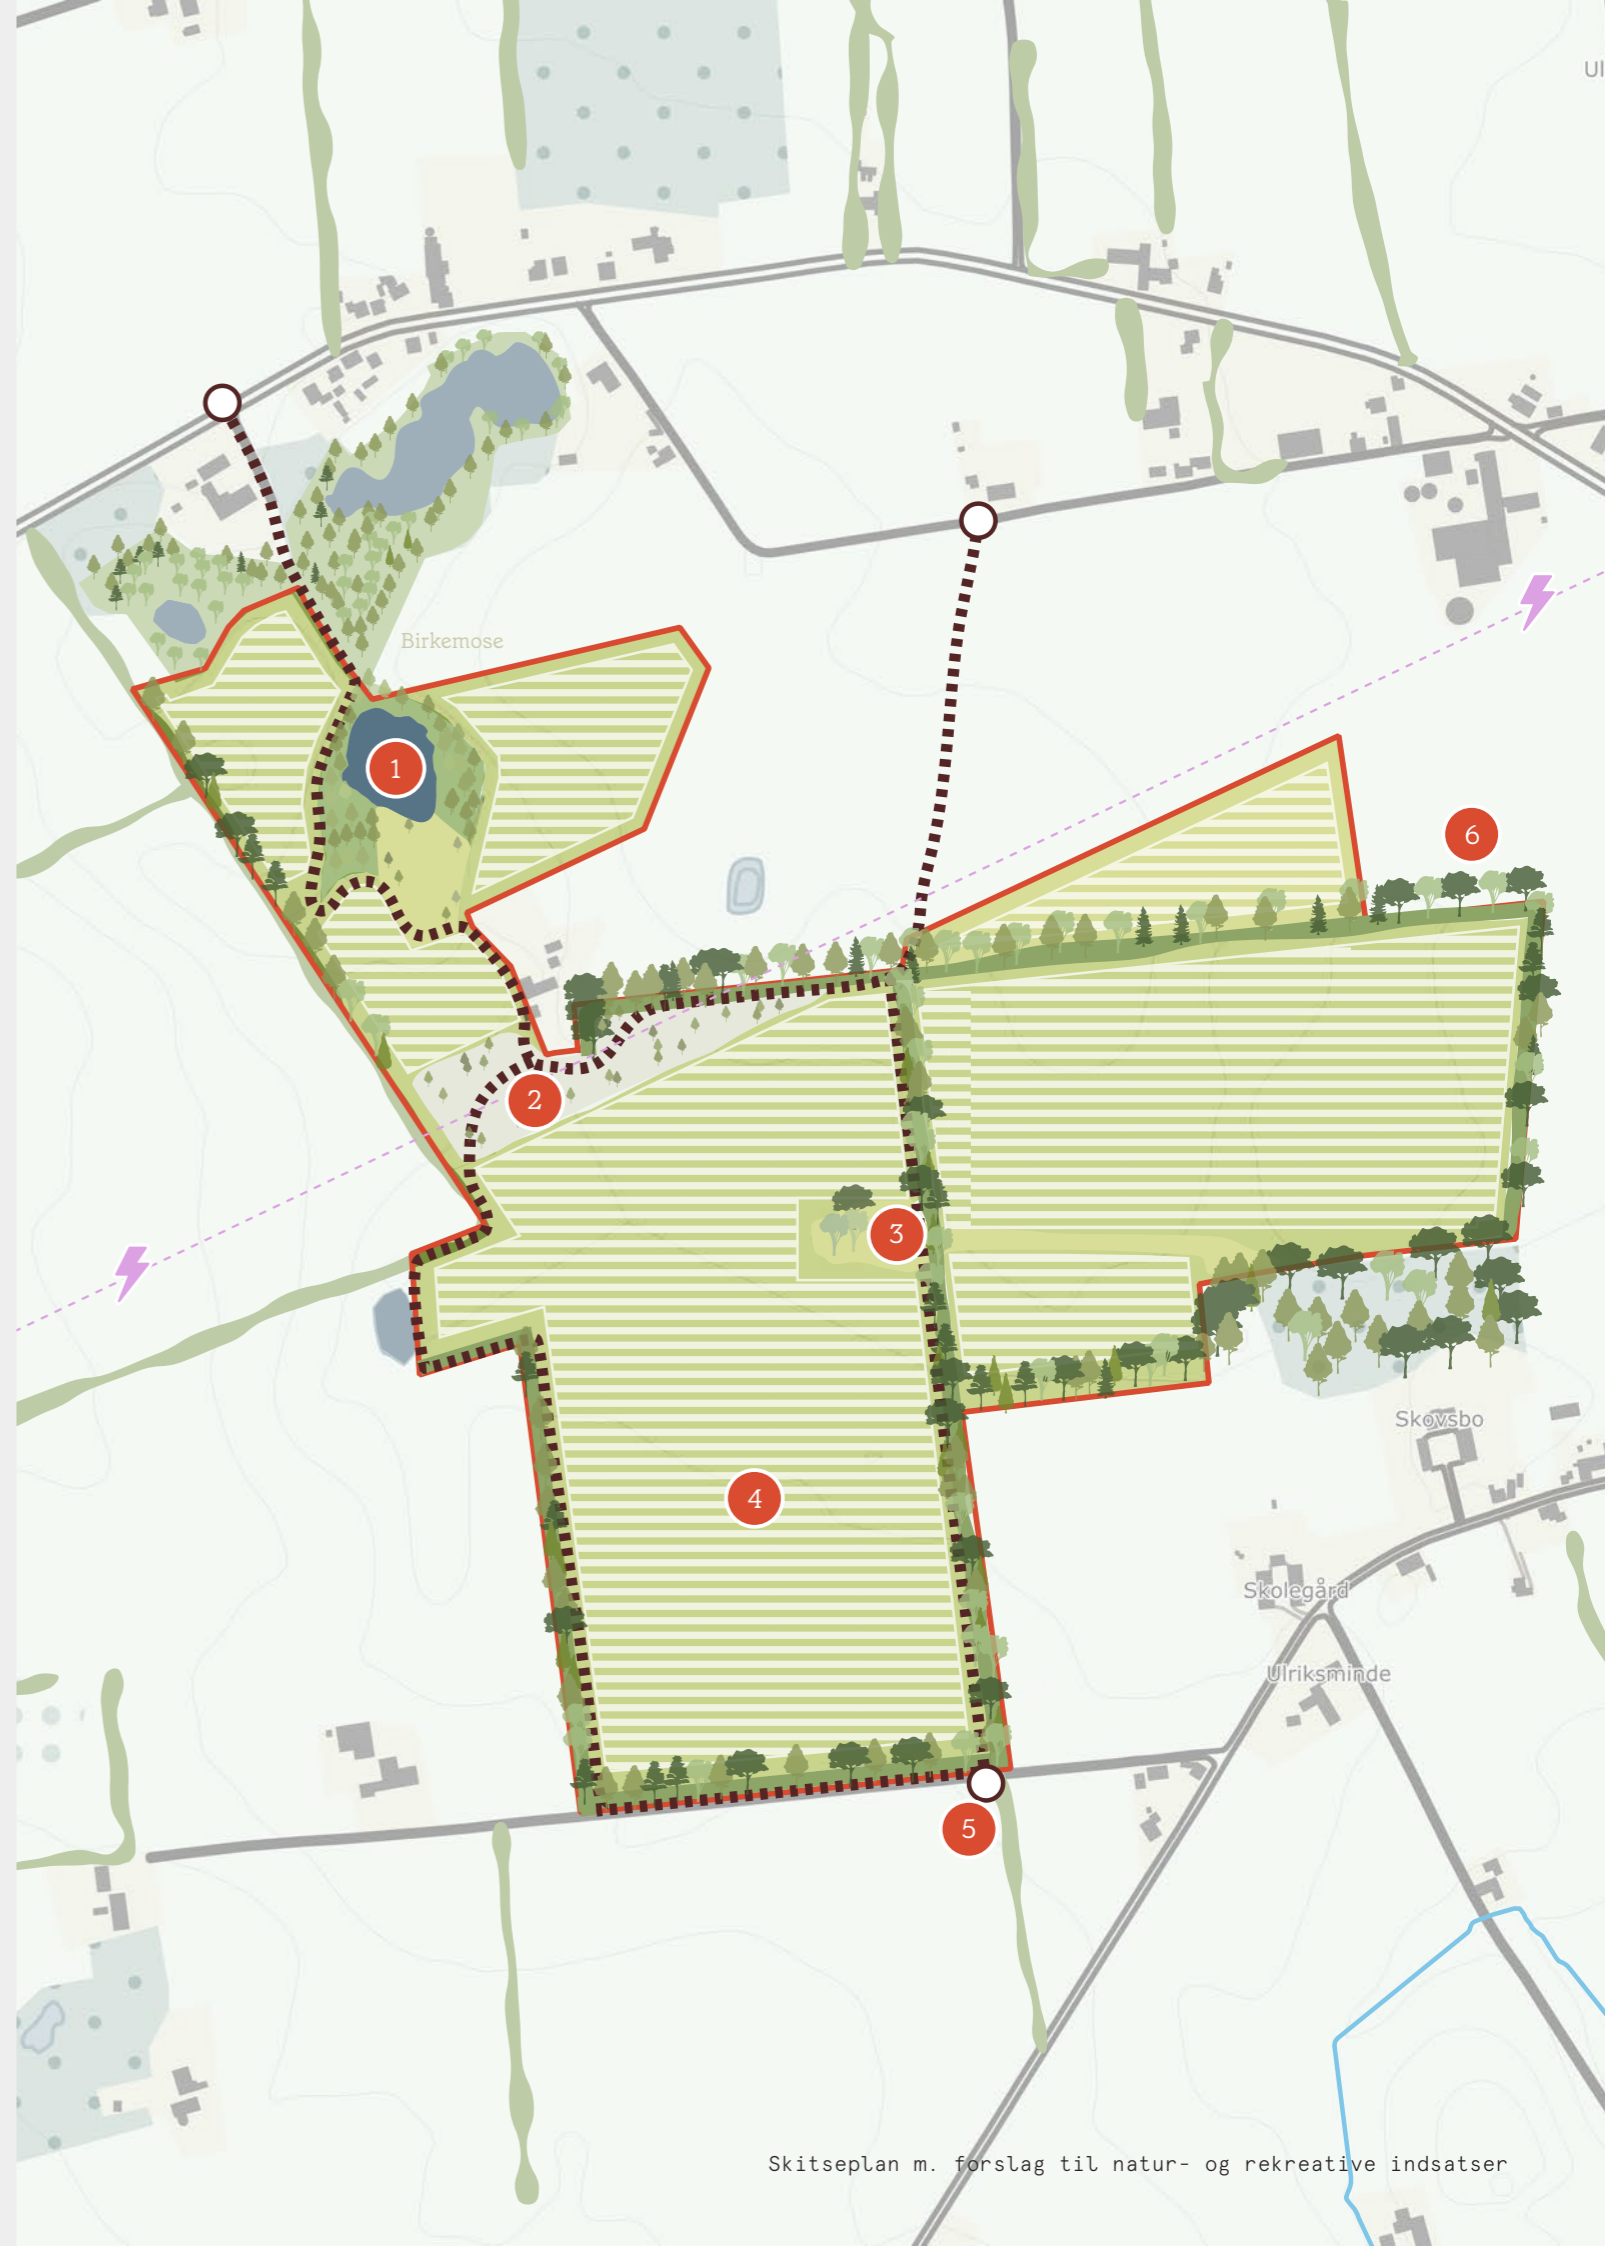 Ul
Birkemose
1
6
2
3
Skovsbo
4
Skolegård
Ulriksminde
5
Skitseplan m. forslag til natur- og rekreative indsatser